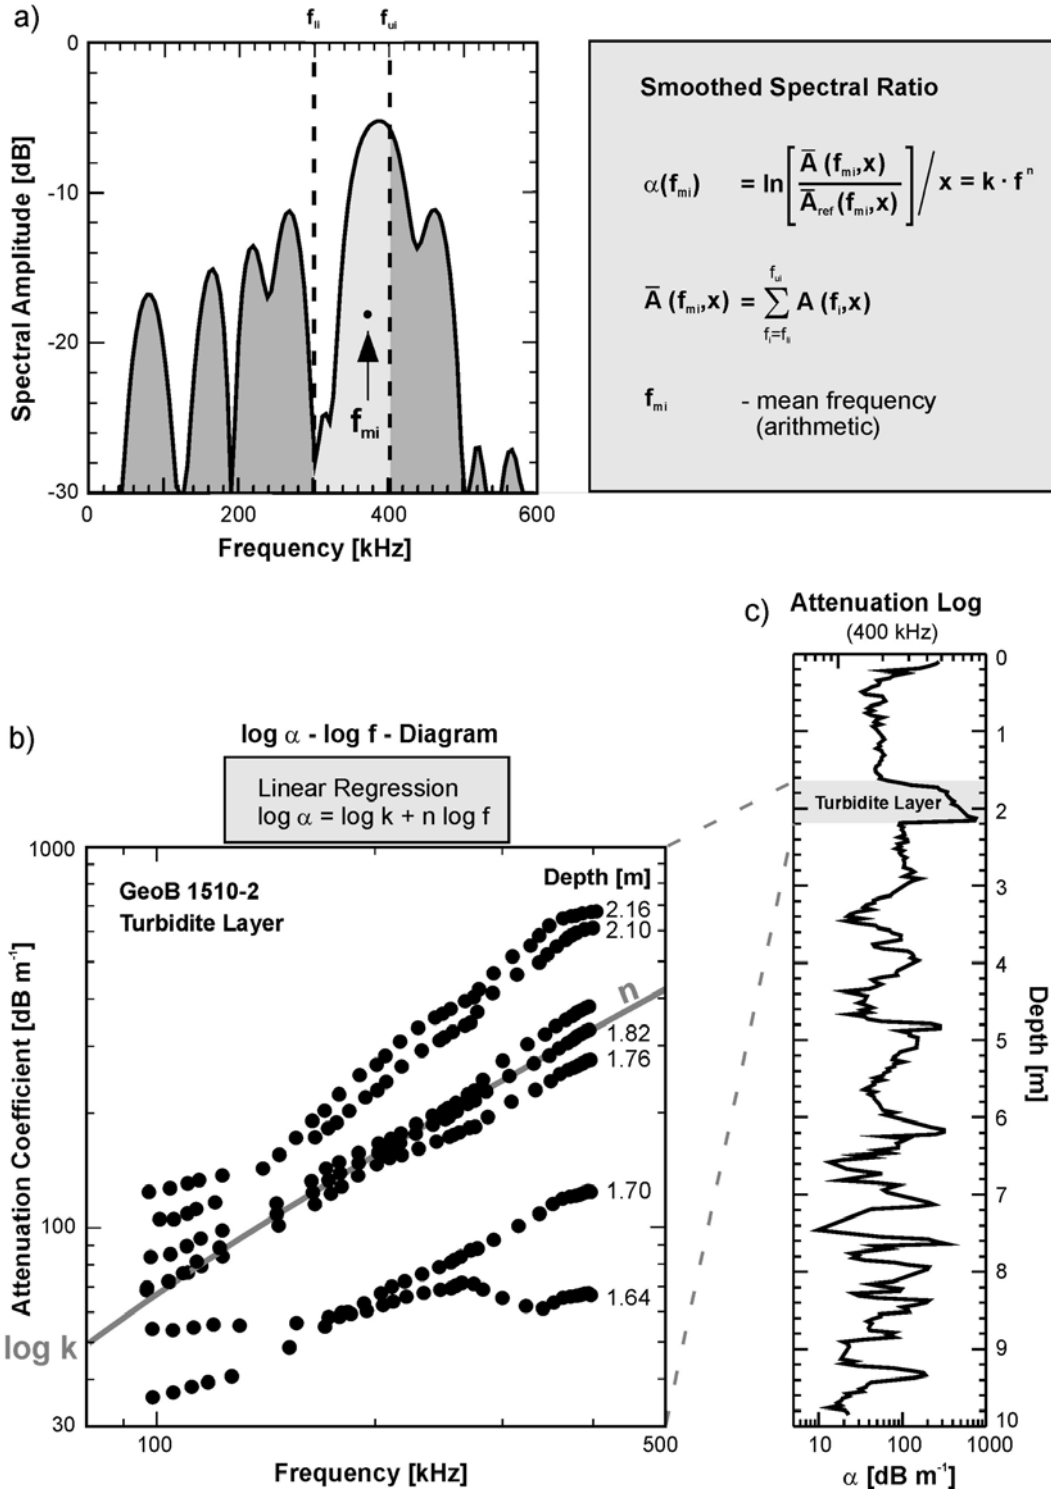 a)
f_li f_ui
0
-10
-20
-30
Spectral Amplitude [dB]
f_mi
0 200 400 600
Frequency [kHz]
Smoothed Spectral Ratio
α(f_mi) = ln [ A̅ (f_mi,x) / A̅_ref (f_mi,x) ] / x = k · f^n
A̅ (f_mi,x) = ∑ A (f_i,x)
f_ui
f_i=f_li
f_mi - mean frequency
(arithmetic)
b)
log α - log f - Diagram
Linear Regression
log α = log k + n log f
1000
100
30
Attenuation Coefficient [dB m⁻¹]
GeoB 1510-2
Turbidite Layer
Depth [m]
2.16
2.10
n
1.82
1.76
1.70
1.64
log k
100 500
Frequency [kHz]
c)
Attenuation Log
(400 kHz)
Turbidite Layer
0
1
2
3
4
5
6
7
8
9
10
Depth [m]
10 100 1000
α [dB m⁻¹]